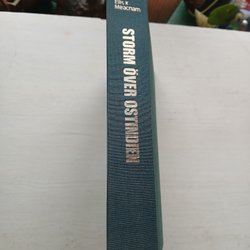 Ellis K
Meacham
STORM ÖVER OSTINDIEN